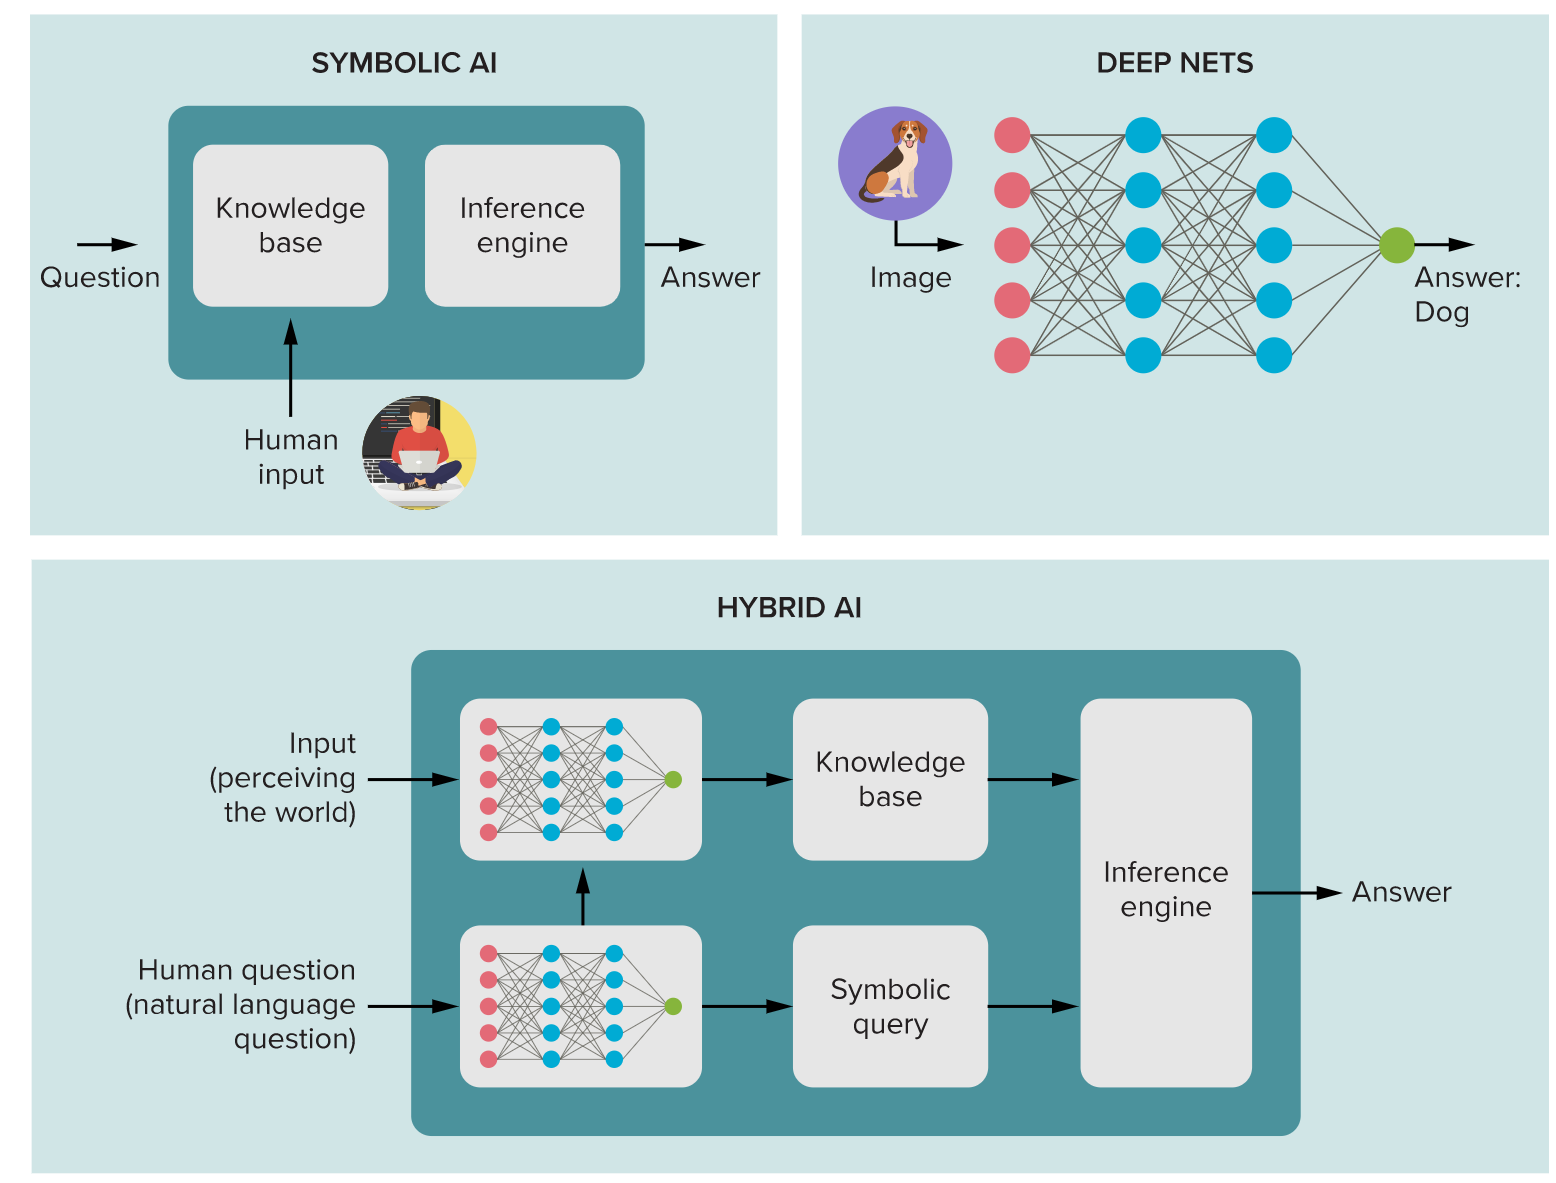 SYMBOLIC AI
Knowledge
base
Inference
engine
Question
Answer
Human
input
DEEP NETS
Image
Answer:
Dog
HYBRID AI
Input
(perceiving
the world)
Knowledge
base
Inference
engine
Answer
Human question
(natural language
question)
Symbolic
query